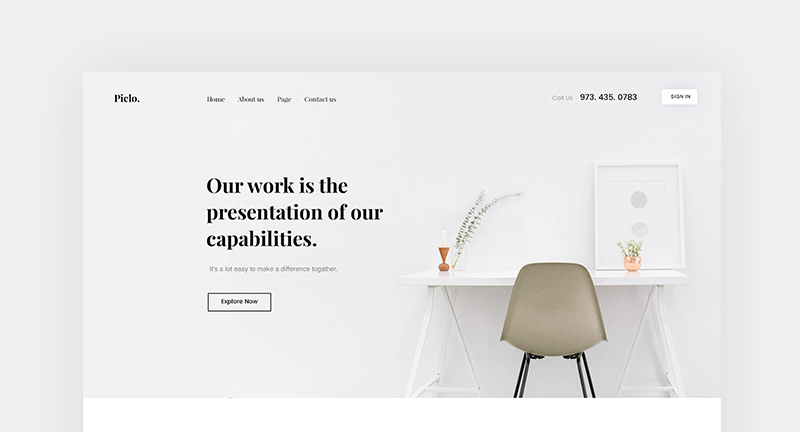 Pielo.
Home About us Page Contact us
Call Us 973. 435. 0783
SIGN IN
Our work is the
presentation of our
capabilities.
It's a lot easy to make a difference togather.
Explore Now